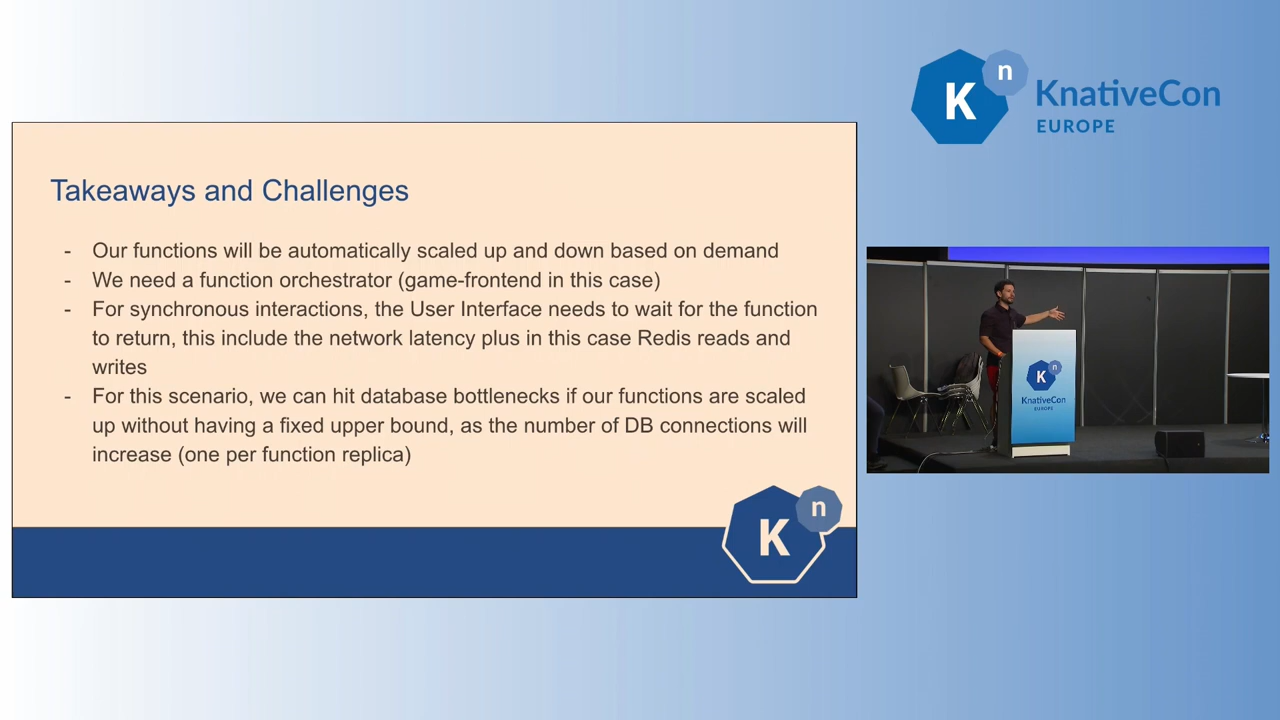 K n
KnativeCon
EUROPE
Takeaways and Challenges
- Our functions will be automatically scaled up and down based on demand
- We need a function orchestrator (game-frontend in this case)
- For synchronous interactions, the User Interface needs to wait for the function
to return, this include the network latency plus in this case Redis reads and
writes
- For this scenario, we can hit database bottlenecks if our functions are scaled
up without having a fixed upper bound, as the number of DB connections will
increase (one per function replica)
K n
K n
KnativeCon
EUROPE